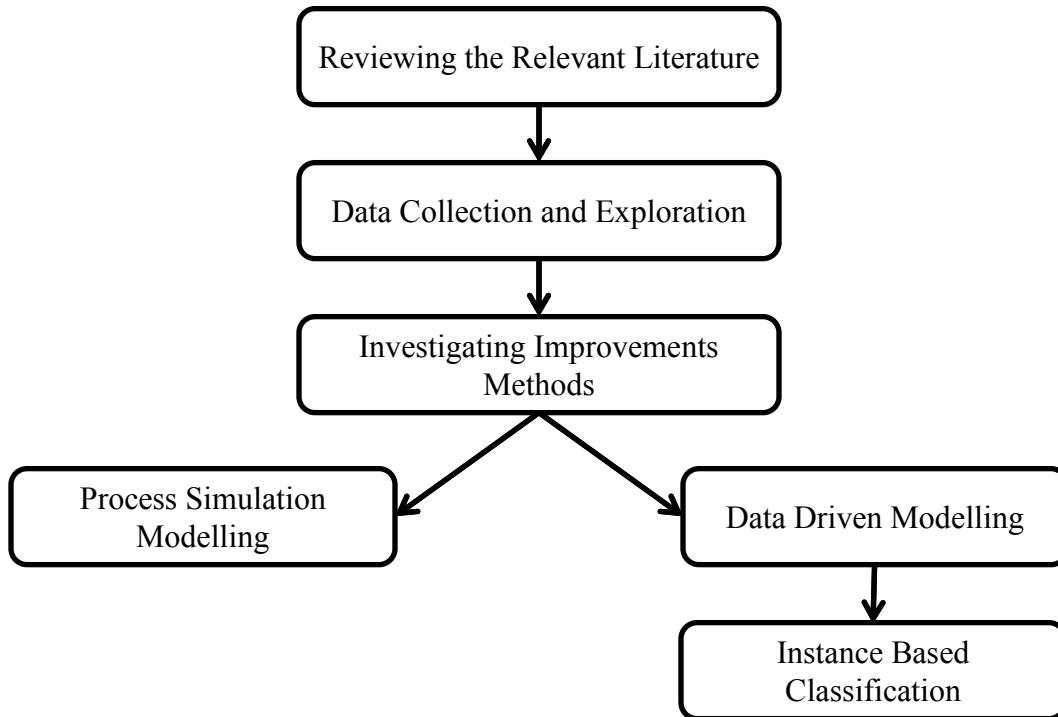 Reviewing the Relevant Literature
Data Collection and Exploration
Investigating Improvements
Methods
Process Simulation
Modelling
Data Driven Modelling
Instance Based
Classification